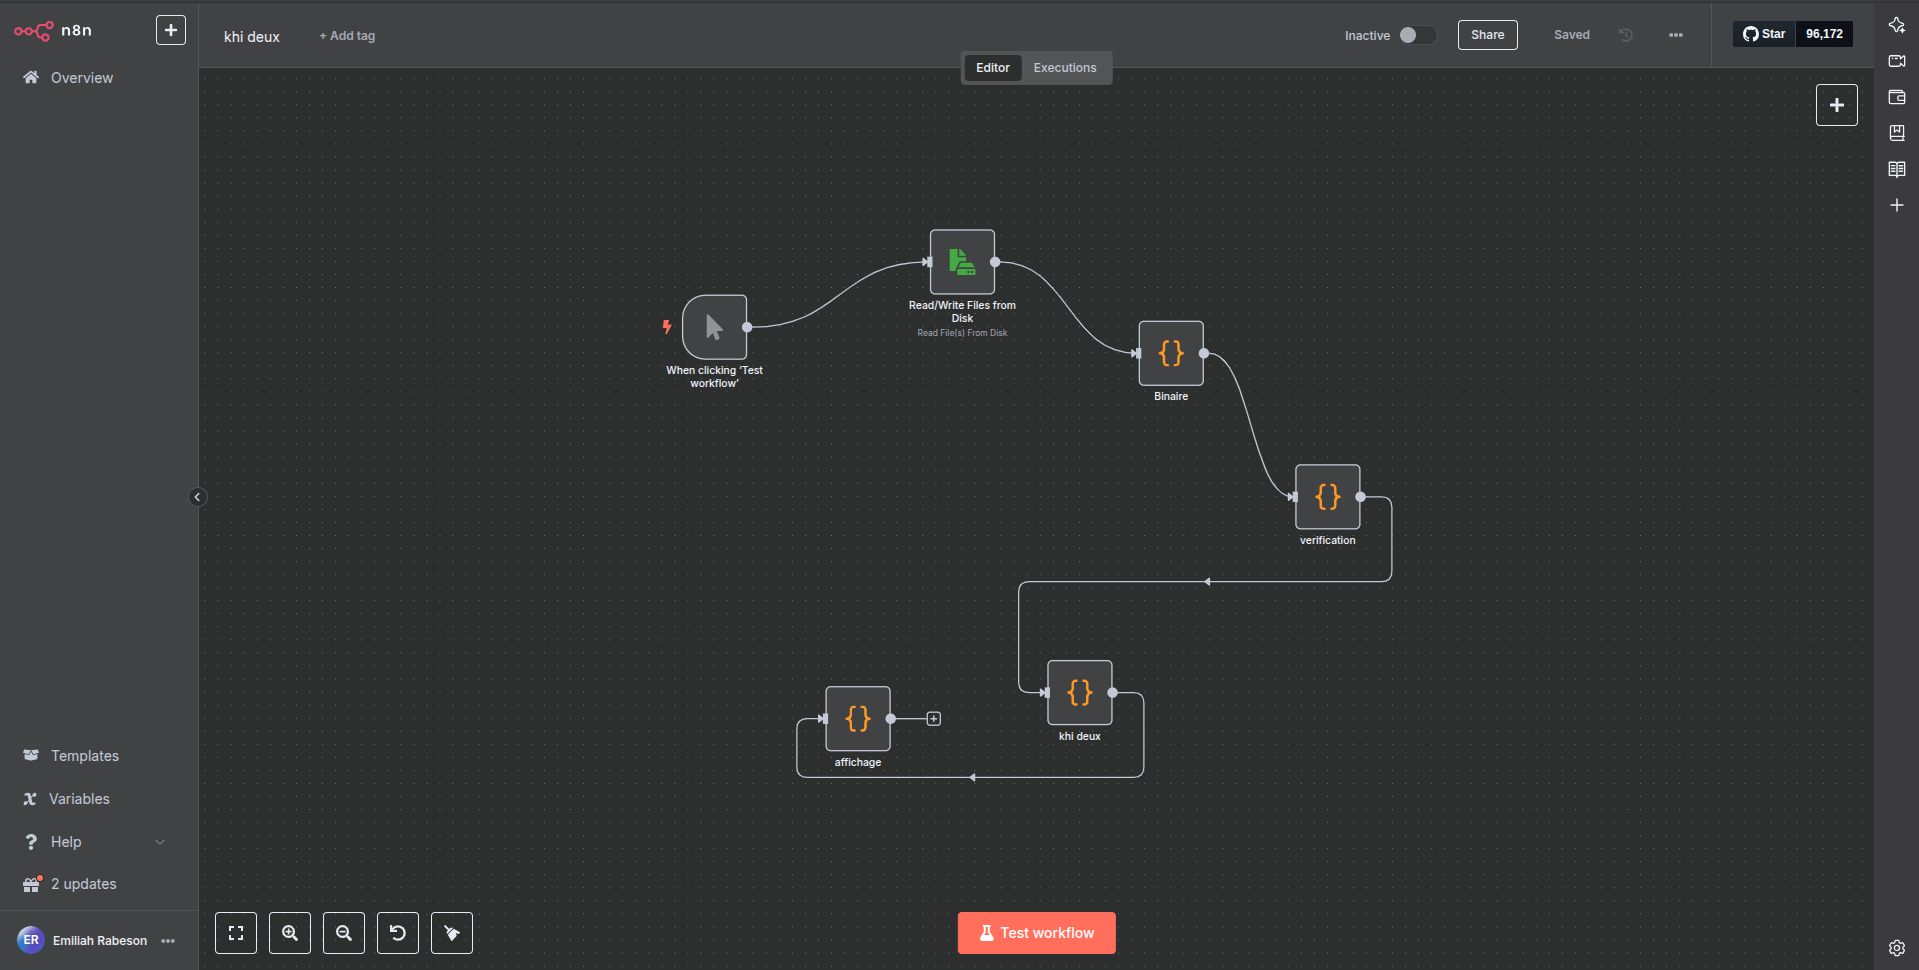 n8n
khi deux
+ Add tag
Inactive
Share
Saved
Star
96,172
Editor
Executions
Overview
Read/Write Files from
Disk
Read File(s) From Disk
When clicking ‘Test
workflow’
{}
Binaire
{}
verification
{}
khi deux
{}
affichage
Templates
Variables
Help
2 updates
ER
Emiliah Rabeson
Test workflow